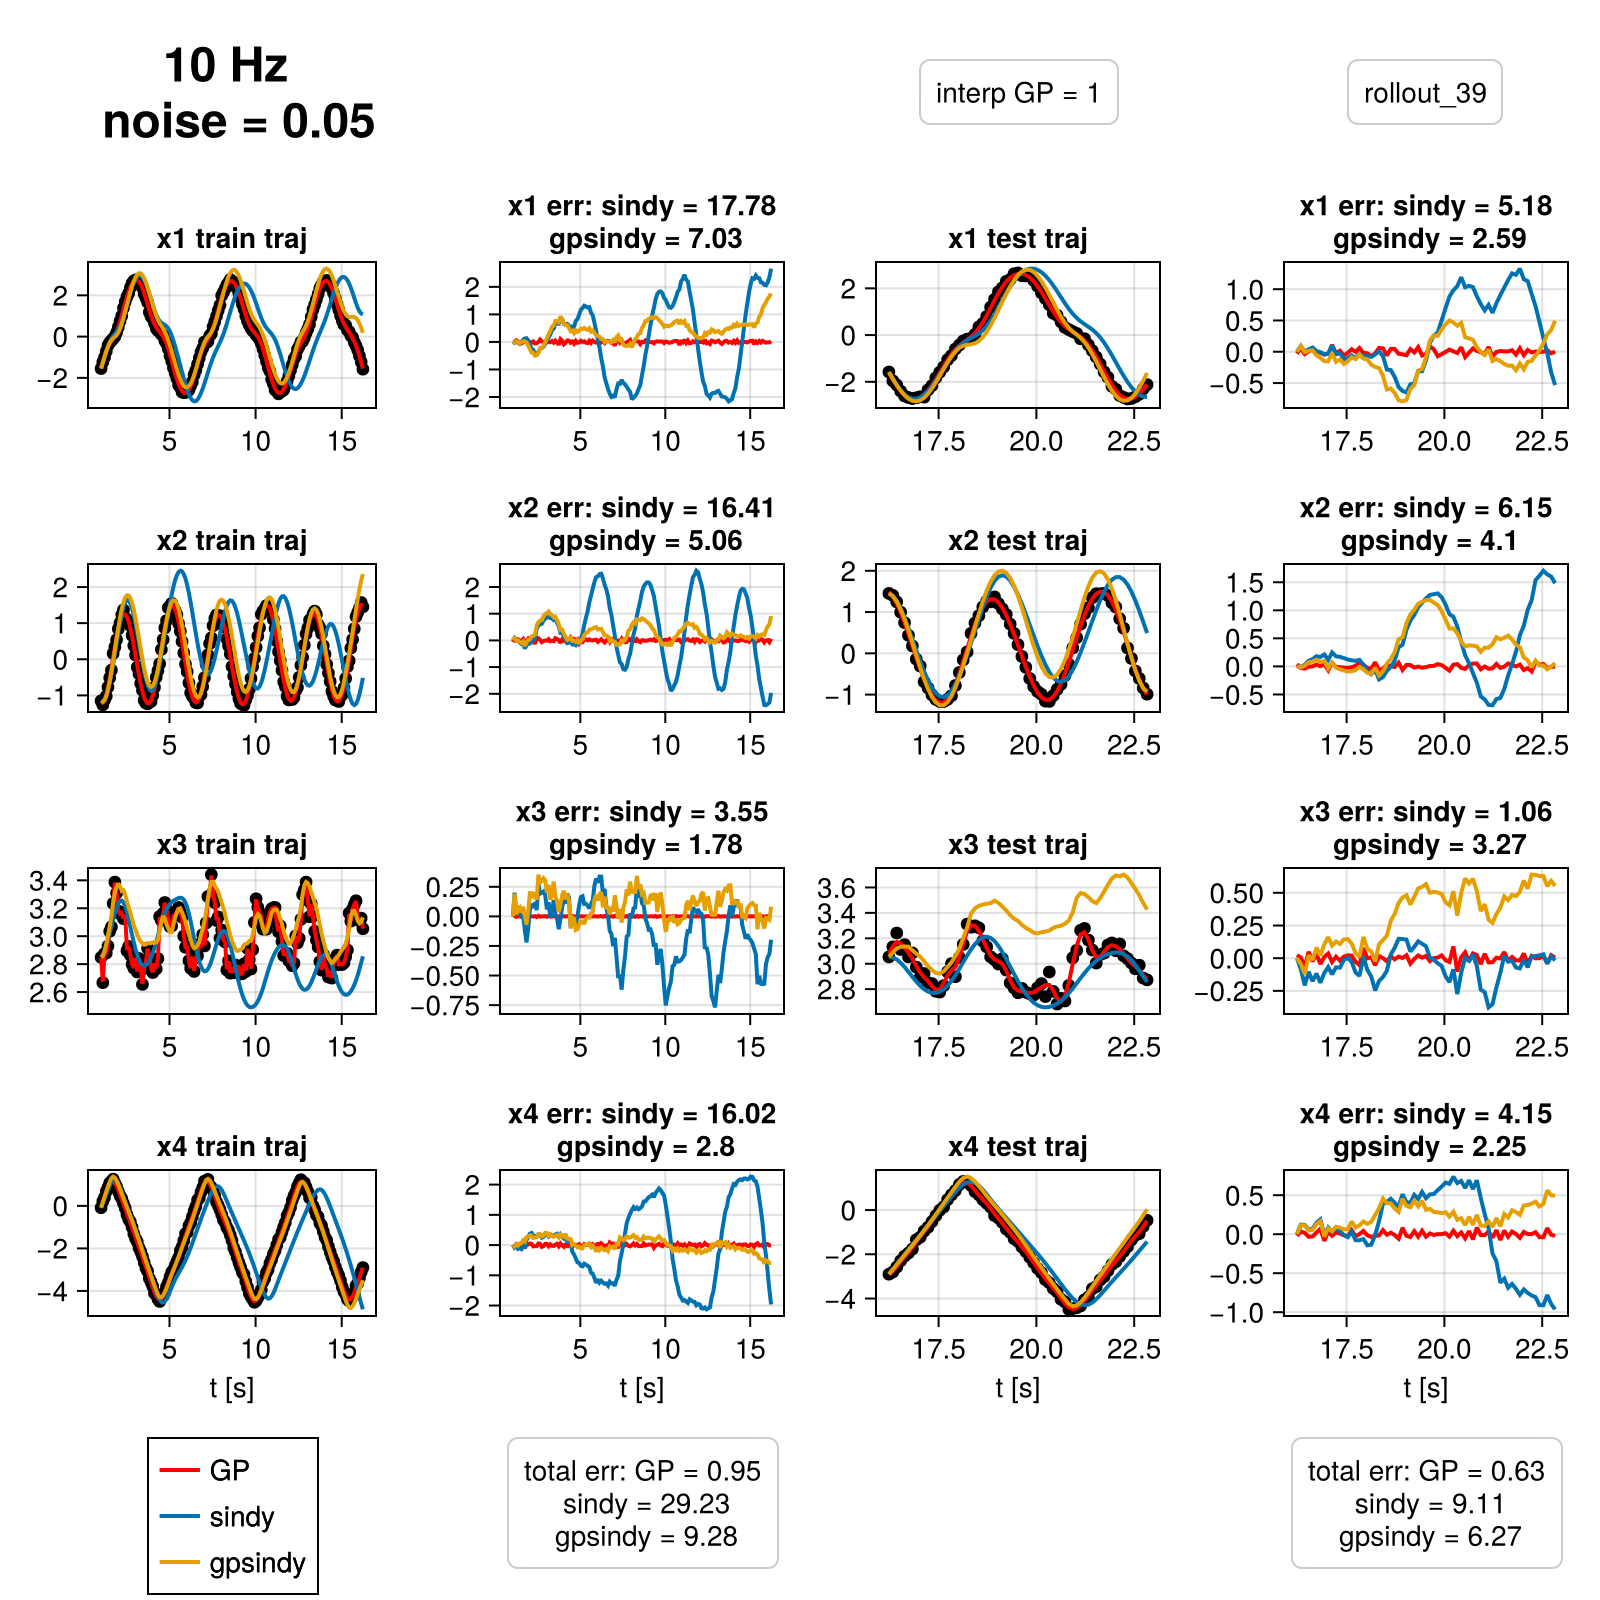 10 Hz
noise = 0.05
interp GP = 1
rollout_39
x1 train traj
x1 err: sindy = 17.78
gpsindy = 7.03
x1 test traj
x1 err: sindy = 5.18
gpsindy = 2.59
2
0
−2
5 10 15
2
1
0
−1
−2
5 10 15
2
0
−2
17.5 20.0 22.5
1.0
0.5
0.0
−0.5
17.5 20.0 22.5
x2 train traj
x2 err: sindy = 16.41
gpsindy = 5.06
x2 test traj
x2 err: sindy = 6.15
gpsindy = 4.1
2
1
0
−1
5 10 15
2
1
0
−1
−2
5 10 15
2
1
0
−1
17.5 20.0 22.5
1.5
1.0
0.5
0.0
−0.5
17.5 20.0 22.5
x3 train traj
x3 err: sindy = 3.55
gpsindy = 1.78
x3 test traj
x3 err: sindy = 1.06
gpsindy = 3.27
3.4
3.2
3.0
2.8
2.6
5 10 15
0.25
0.00
−0.25
−0.50
−0.75
5 10 15
3.6
3.4
3.2
3.0
2.8
17.5 20.0 22.5
0.50
0.25
0.00
−0.25
17.5 20.0 22.5
x4 train traj
x4 err: sindy = 16.02
gpsindy = 2.8
x4 test traj
x4 err: sindy = 4.15
gpsindy = 2.25
0
−2
−4
5 10 15
t [s]
2
1
0
−1
−2
5 10 15
t [s]
0
−2
−4
17.5 20.0 22.5
t [s]
0.5
0.0
−0.5
−1.0
17.5 20.0 22.5
t [s]
GP
sindy
gpsindy
total err: GP = 0.95
sindy = 29.23
gpsindy = 9.28
total err: GP = 0.63
sindy = 9.11
gpsindy = 6.27